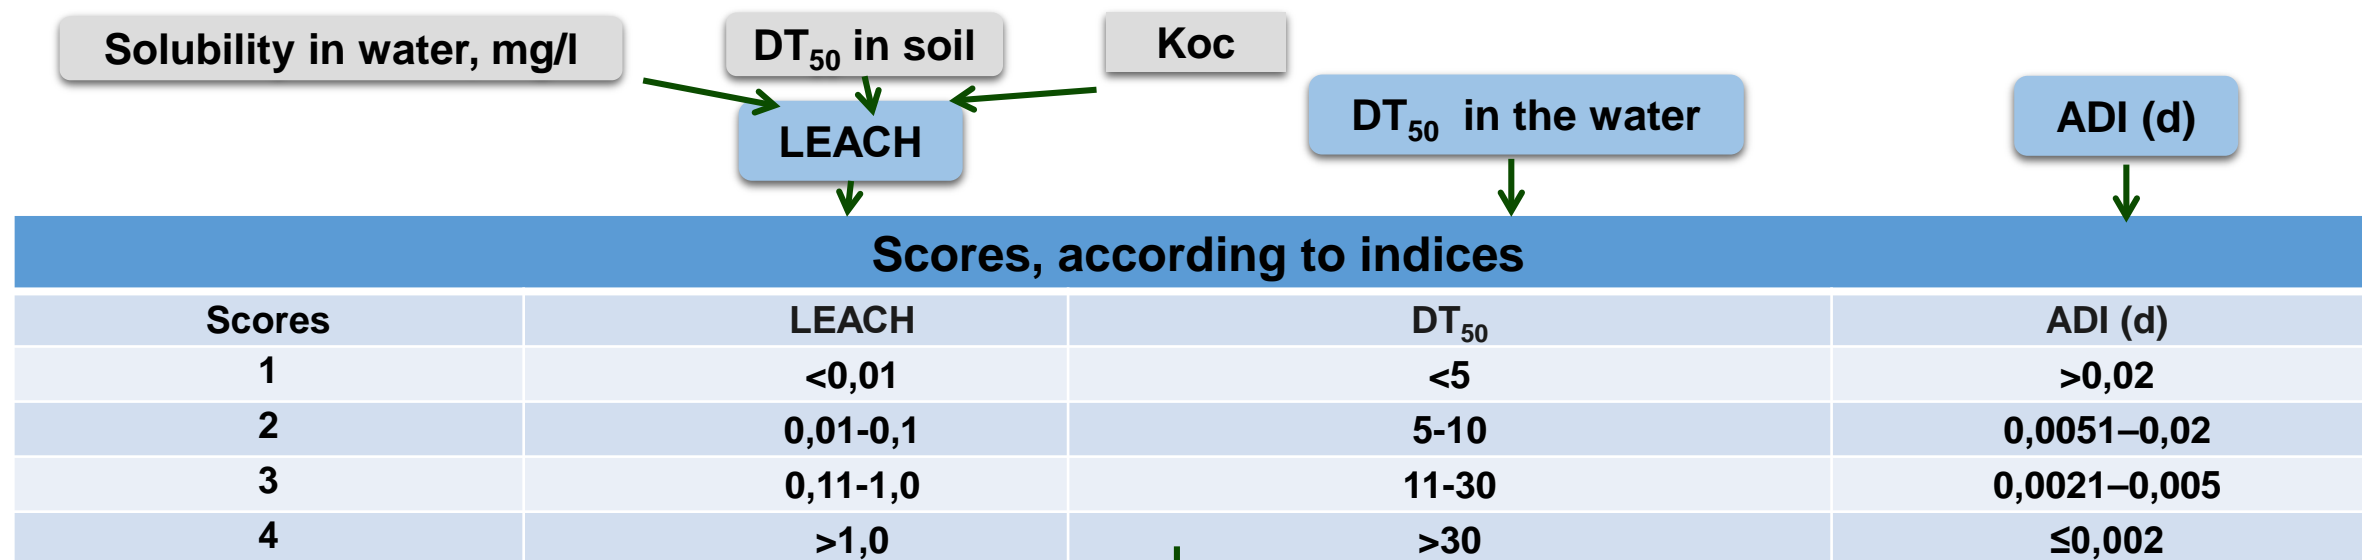 Solubility in water, mg/l
DT50 in soil
Koc
LEACH
DT50 in the water
ADI (d)
Scores, according to indices
Scores LEACH DT50 ADI (d)
1 <0,01 <5 >0,02
2 0,01-0,1 5-10 0,0051–0,02
3 0,11-1,0 11-30 0,0021–0,005
4 >1,0 >30 ≤0,002